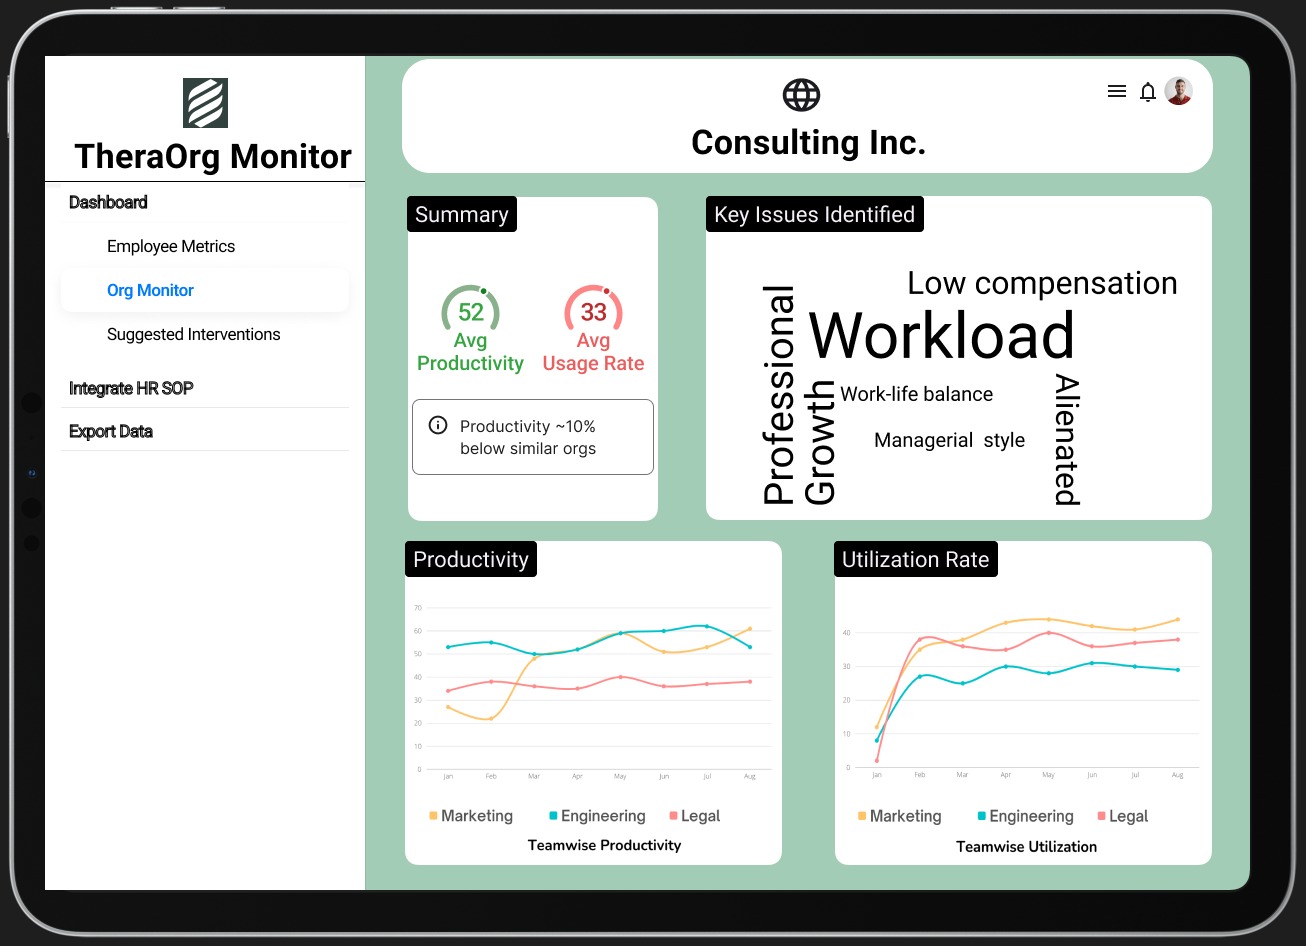 TheraOrg Monitor
Dashboard
Employee Metrics
Org Monitor
Suggested Interventions
Integrate HR SOP
Export Data
Consulting Inc.
Summary
52
Avg
Productivity
33
Avg
Usage Rate
Productivity ~10%
below similar orgs
Key Issues Identified
Low compensation
Workload
Professional
Growth
Work-life balance
Managerial style
Alienated
Productivity
70
60
50
40
30
20
10
0
Jan Feb Mar Apr May Jun Jul Aug
Marketing Engineering Legal
Teamwise Productivity
Utilization Rate
40
30
20
10
0
Jan Feb Mar Apr May Jun Jul Aug
Marketing Engineering Legal
Teamwise Utilization